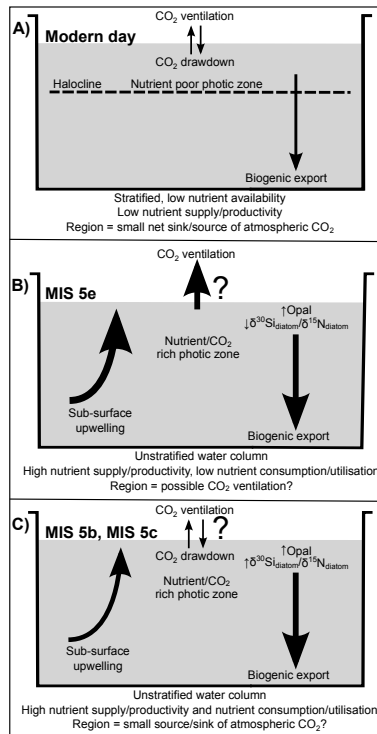 A)
Modern day
CO₂ ventilation
CO₂ drawdown
Halocline
Nutrient poor photic zone
Biogenic export
Stratified, low nutrient availability
Low nutrient supply/productivity
Region = small net sink/source of atmospheric CO₂
CO₂ ventilation
?
B)
MIS 5e
↑Opal
↓δ³⁰Si_diatom/δ¹⁵N_diatom
Nutrient/CO₂
rich photic zone
Sub-surface
upwelling
Biogenic export
Unstratified water column
High nutrient supply/productivity, low nutrient consumption/utilisation
Region = possible CO₂ ventilation?
C)
MIS 5b, MIS 5c
CO₂ ventilation
?
CO₂ drawdown
↑Opal
↑δ³⁰Si_diatom/δ¹⁵N_diatom
Nutrient/CO₂
rich photic zone
Sub-surface
upwelling
Biogenic export
Unstratified water column
High nutrient supply/productivity and nutrient consumption/utilisation
Region = small source/sink of atmospheric CO₂?